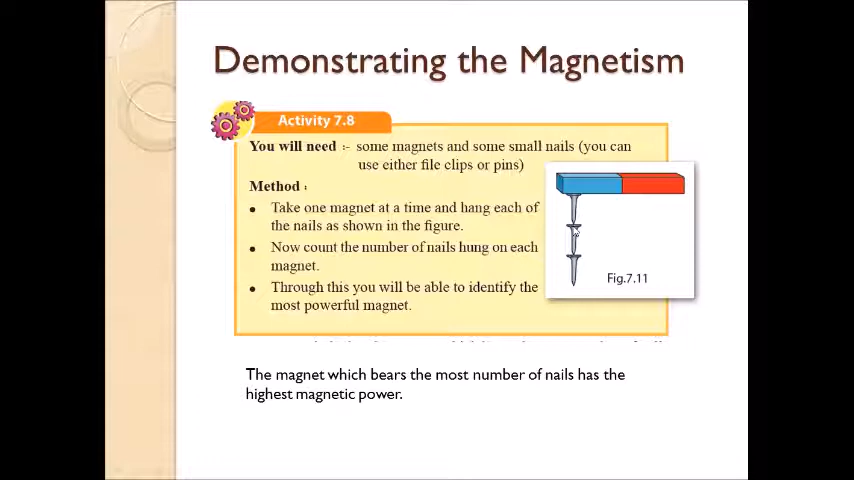 Demonstrating the Magnetism
Activity 7.8
You will need :- some magnets and some small nails (you can
use either file clips or pins)
Method :
• Take one magnet at a time and hang each of
the nails as shown in the figure.
• Now count the number of nails hung on each
magnet.
• Through this you will be able to identify the
most powerful magnet.
Fig.7.11
The magnet which bears the most number of nails has the
highest magnetic power.